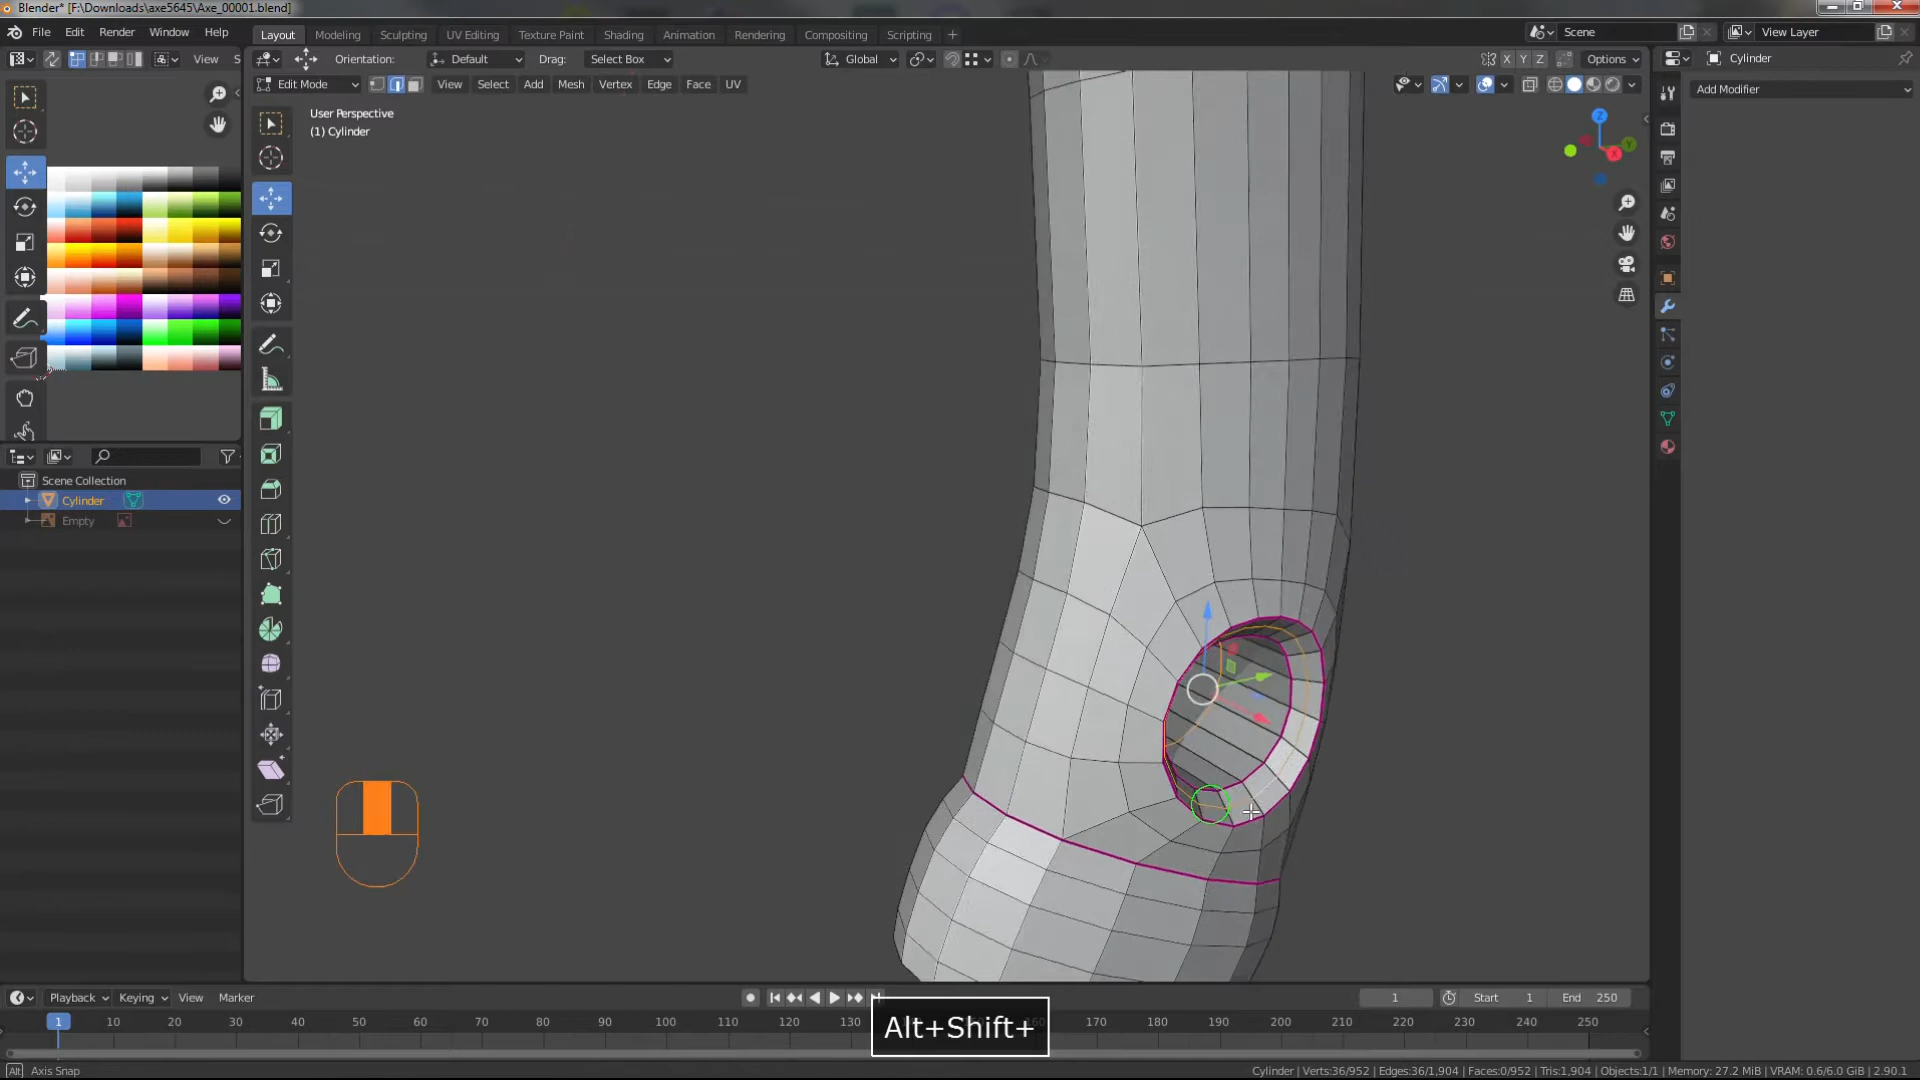 Blender* [F:\Downloads\axe5645\Axe_00001.blend]
File Edit Render Window Help
Layout Modeling Sculpting UV Editing Texture Paint Shading Animation Rendering Compositing Scripting +
Scene
View Layer
View S
Orientation: Default Drag: Select Box
Global
X Y Z Options
Cylinder
Edit Mode View Select Add Mesh Vertex Edge Face UV
Add Modifier
User Perspective
(1) Cylinder
Z
Y
X
Scene Collection
Cylinder
Empty
Playback Keying View Marker
1 Start 1 End 250
1 10 20 30 40 50 60 70 80 90 100 110 120 130 170 180 190 200 210 220 230 240 250
Alt+Shift+
Alt Axis Snap
Cylinder | Verts:36/952 | Edges:36/1,904 | Faces:0/952 | Tris:1,904 | Objects:1/1 | Memory: 27.2 MiB | VRAM: 0.6/6.0 GiB | 2.90.1